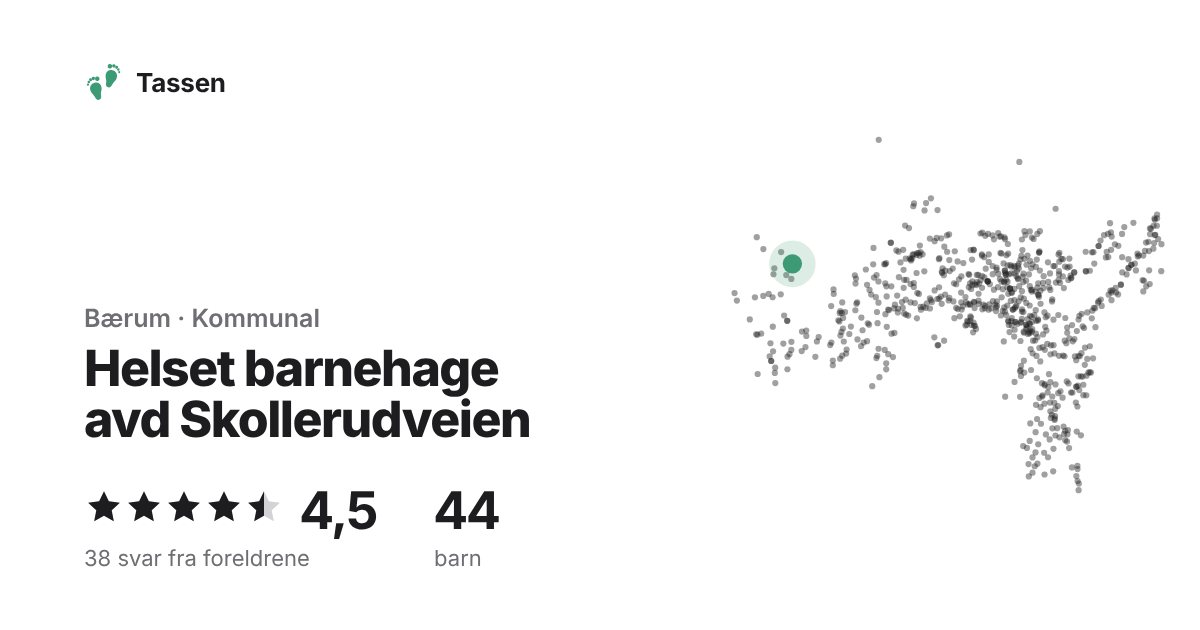 Tassen
Bærum · Kommunal
Helset barnehage
avd Skollerudveien
4,5
38 svar fra foreldrene
44
barn